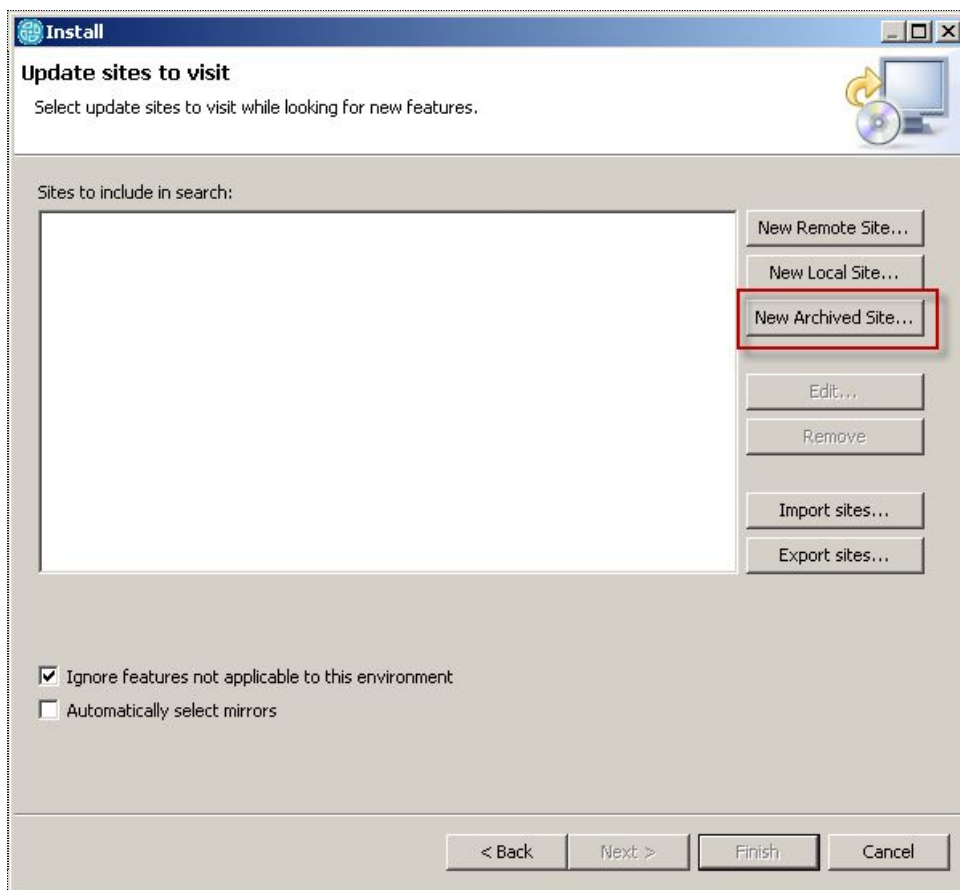 Install
Update sites to visit
Select update sites to visit while looking for new features.
Sites to include in search:
New Remote Site...
New Local Site...
New Archived Site...
Edit...
Remove
Import sites...
Export sites...
Ignore features not applicable to this environment
Automatically select mirrors
< Back Next > Finish Cancel